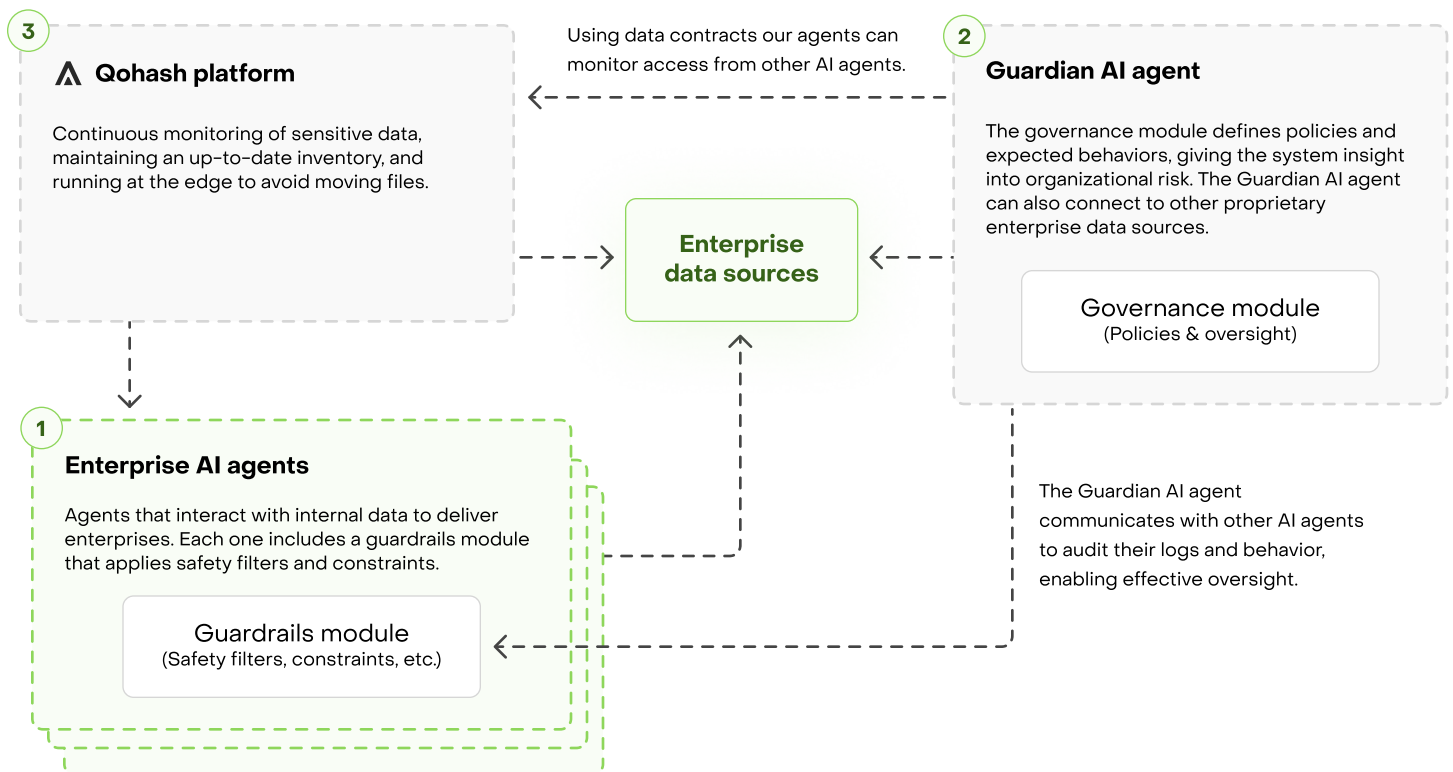 3
Qohash platform
Continuous monitoring of sensitive data,
maintaining an up-to-date inventory, and
running at the edge to avoid moving files.
Using data contracts our agents can
monitor access from other AI agents.
2
Guardian AI agent
The governance module defines policies and
expected behaviors, giving the system insight
into organizational risk. The Guardian AI agent
can also connect to other proprietary
enterprise data sources.
Governance module
(Policies & oversight)
Enterprise
data sources
1
Enterprise AI agents
Agents that interact with internal data to deliver
enterprises. Each one includes a guardrails module
that applies safety filters and constraints.
Guardrails module
(Safety filters, constraints, etc.)
The Guardian AI agent
communicates with other AI agents
to audit their logs and behavior,
enabling effective oversight.